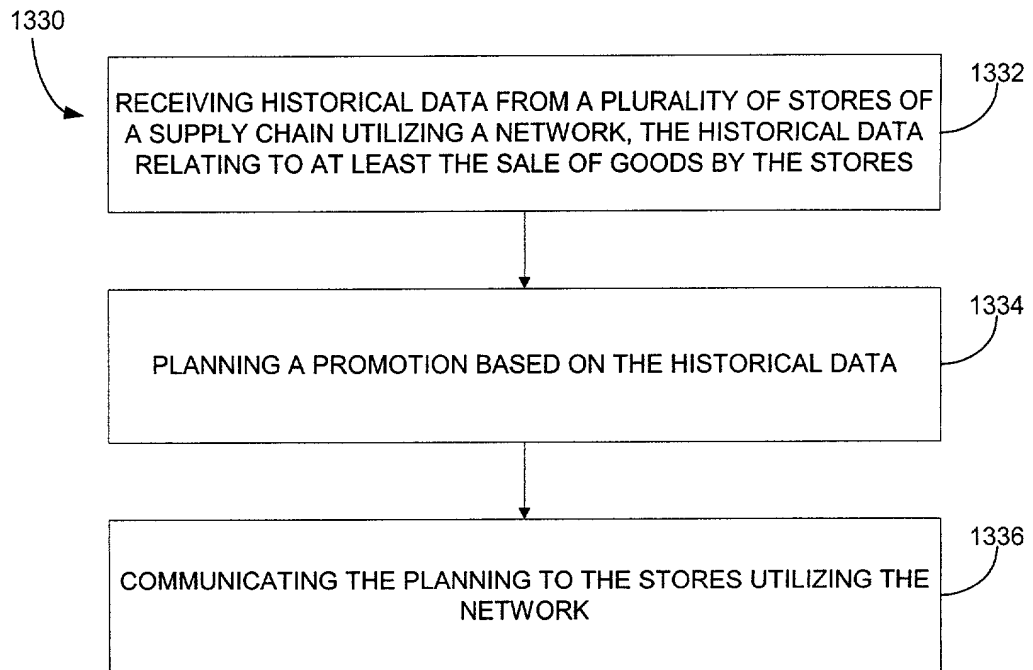 1330
1332
RECEIVING HISTORICAL DATA FROM A PLURALITY OF STORES OF
A SUPPLY CHAIN UTILIZING A NETWORK, THE HISTORICAL DATA
RELATING TO AT LEAST THE SALE OF GOODS BY THE STORES
1334
PLANNING A PROMOTION BASED ON THE HISTORICAL DATA
1336
COMMUNICATING THE PLANNING TO THE STORES UTILIZING THE
NETWORK